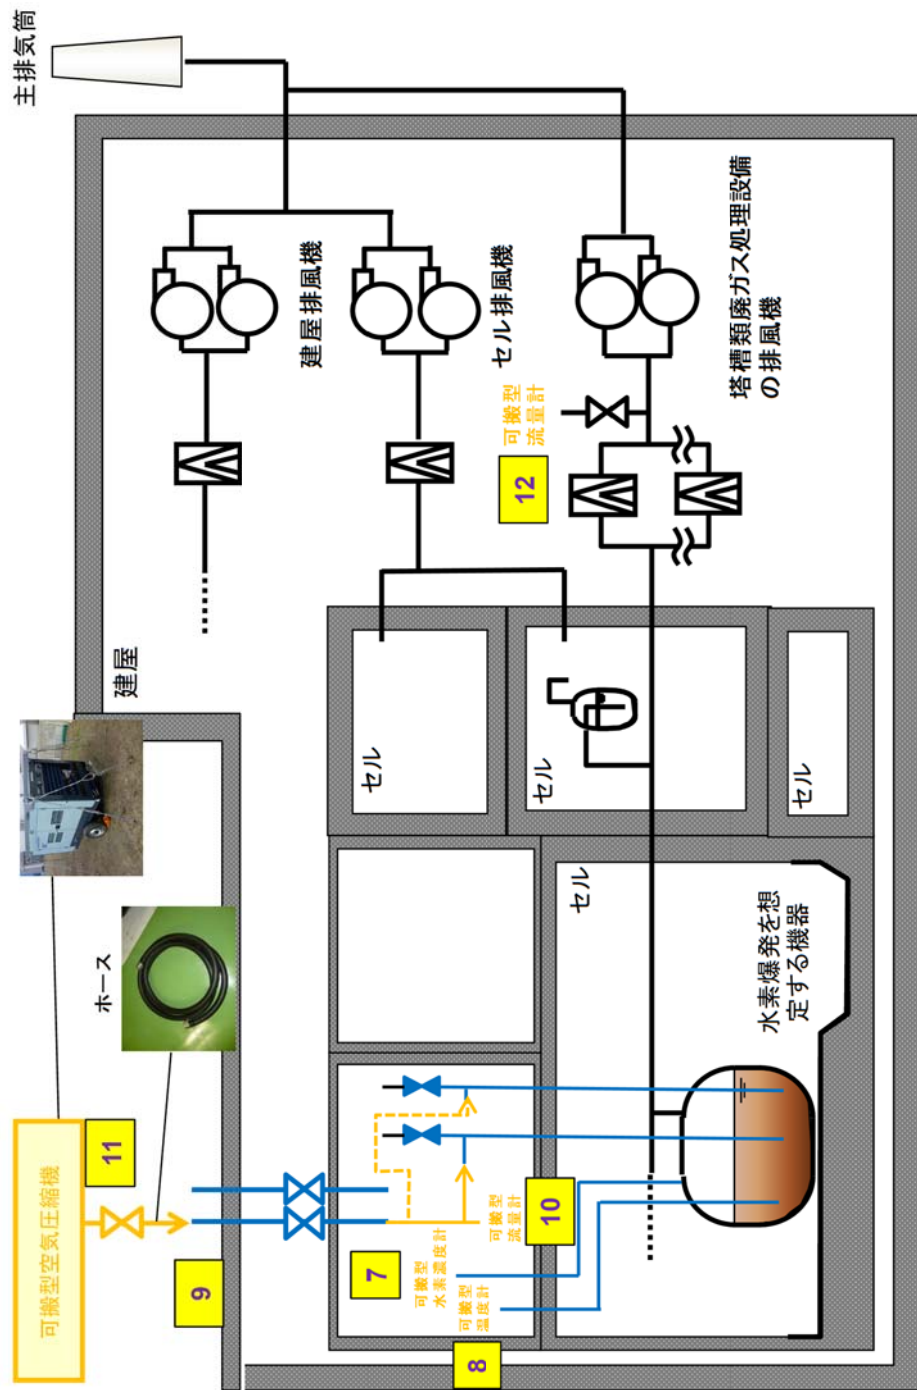 可搬型空気圧縮機
主排気筒
ホース
11
建屋
9
建屋排風機
7
セル
可搬型
水素濃度計
可搬型
温度計
8
可搬型
流量計
10
セル排風機
可搬型
流量計
12
セル
セル
セル
塔槽類廃ガス処理設備
の排風機
水素爆発を想
定する機器